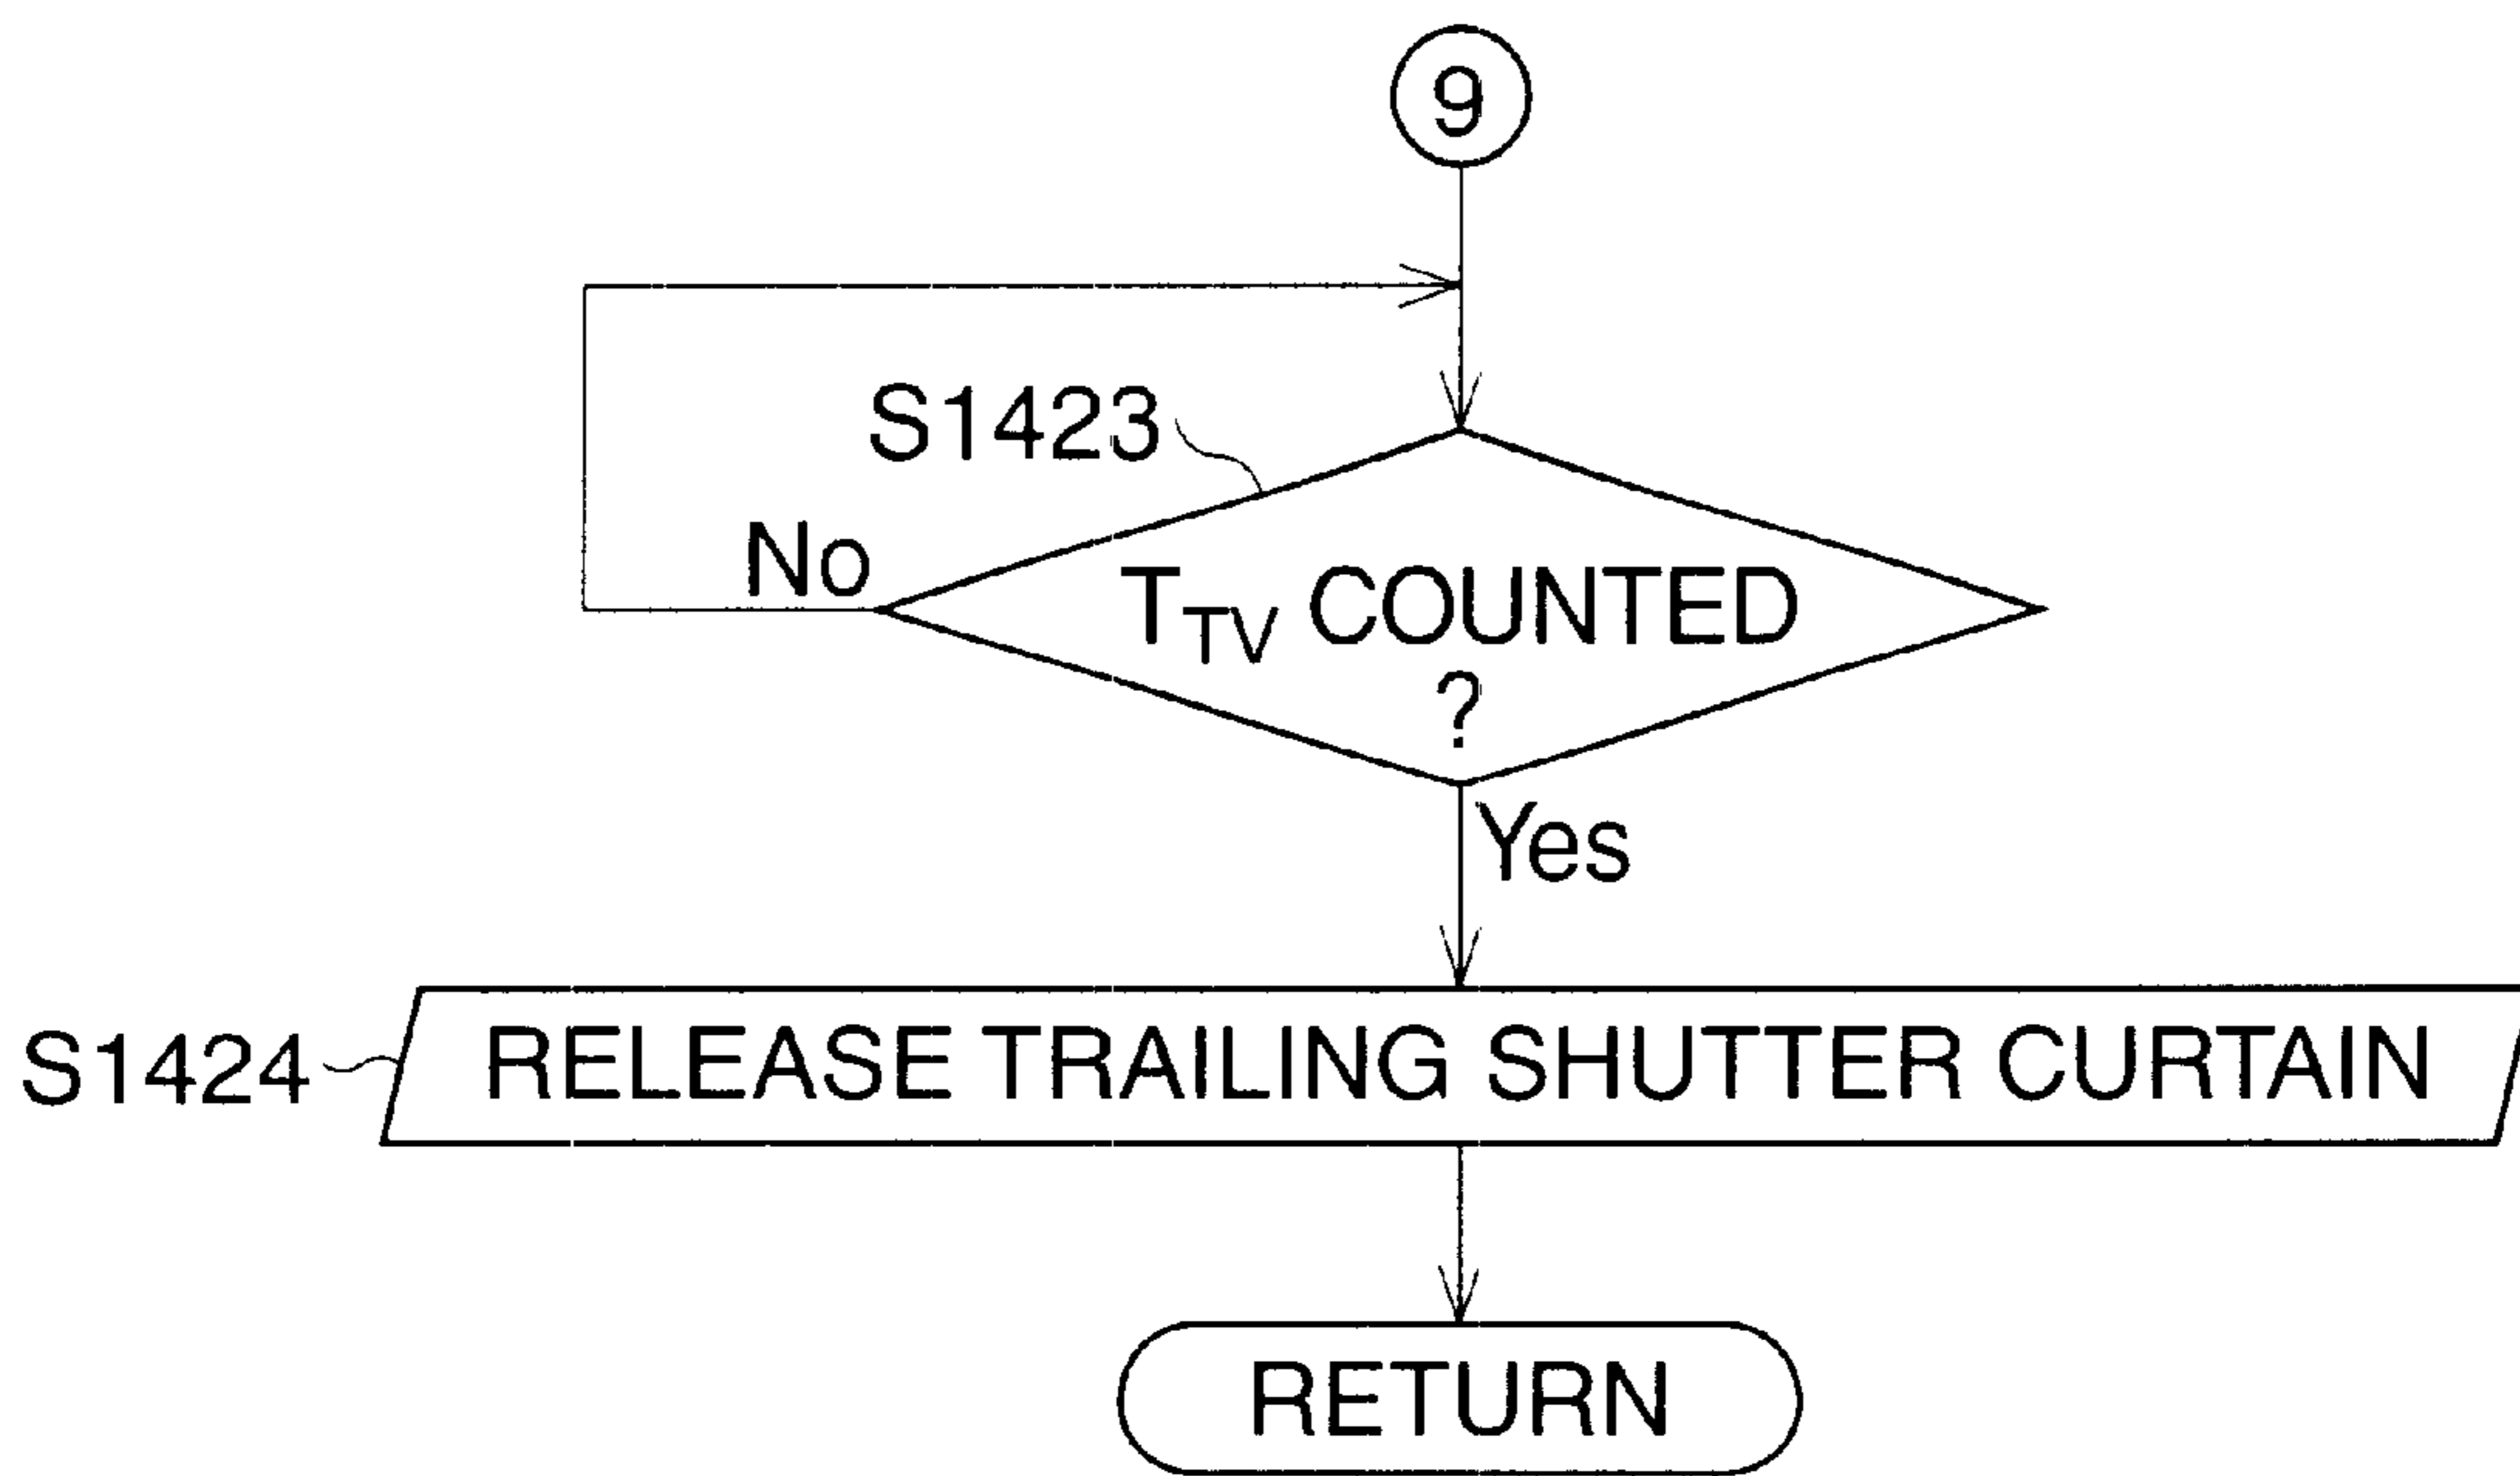 9
S1423
No
T_TV COUNTED
?
Yes
S1424
RELEASE TRAILING SHUTTER CURTAIN
RETURN